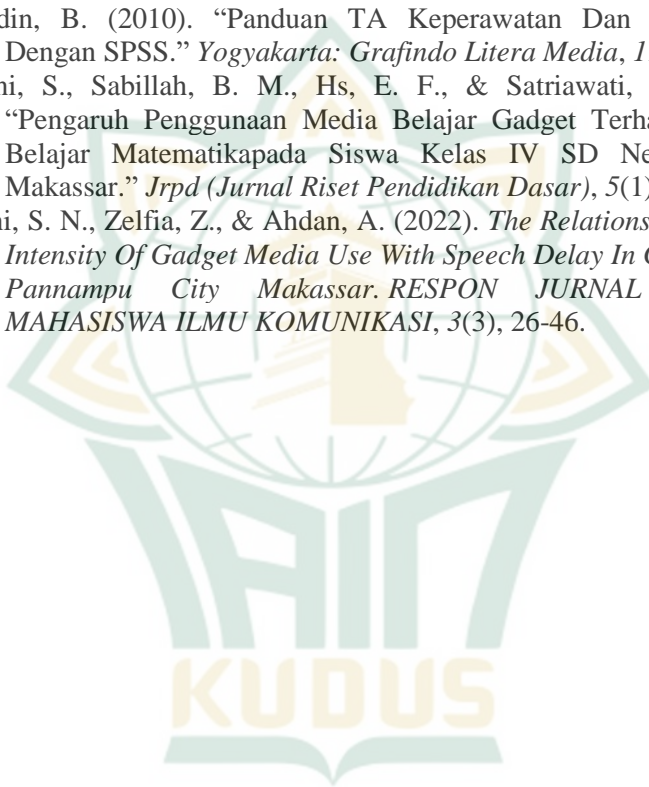 din, B. (2010). “Panduan TA Keperawatan Dan
Dengan SPSS.” Yogyakarta: Grafindo Litera Media, 1
ni, S., Sabillah, B. M., Hs, E. F., & Satriawati,
“Pengaruh Penggunaan Media Belajar Gadget Terha
Belajar Matematikapada Siswa Kelas IV SD Ne
Makassar.” Jrpd (Jurnal Riset Pendidikan Dasar), 5(1)
ni, S. N., Zelfia, Z., & Ahdan, A. (2022). The Relations
Intensity Of Gadget Media Use With Speech Delay In
Pannampu City Makassar. RESPON JURNAL
MAHASISWA ILMU KOMUNIKASI, 3(3), 26-46.
IAIN
KUDUS